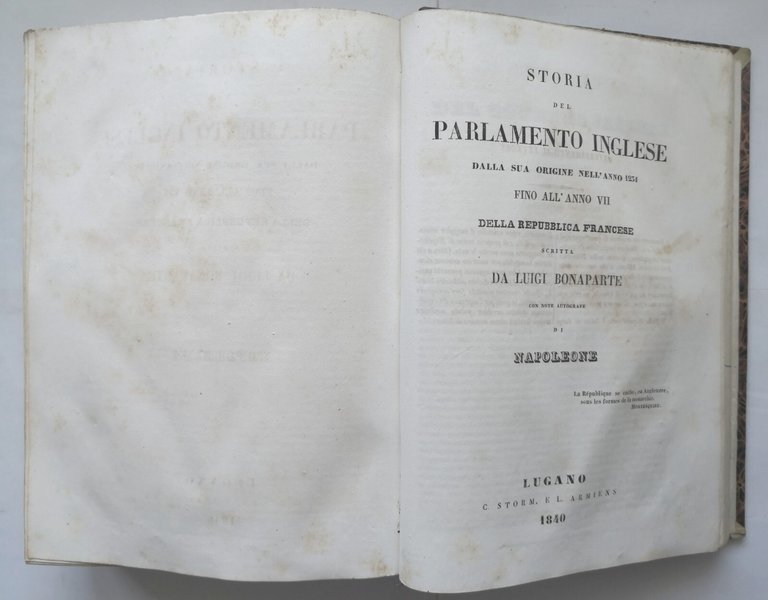 STORIA
DEL
PARLAMENTO INGLESE
DALLA SUA ORIGINE NELL'ANNO 1234
FINO ALL'ANNO VII
DELLA REPUBBLICA FRANCESE
SCRITTA
DA LUIGI BONAPARTE
CON NOTE AUTOGRAFE
DI
NAPOLEONE
La République se cache, en Angleterre,
sous les formes de la monarchie.
MONTESQUIEU.
LUGANO
C. STORM. E L. ARMIENS
1840